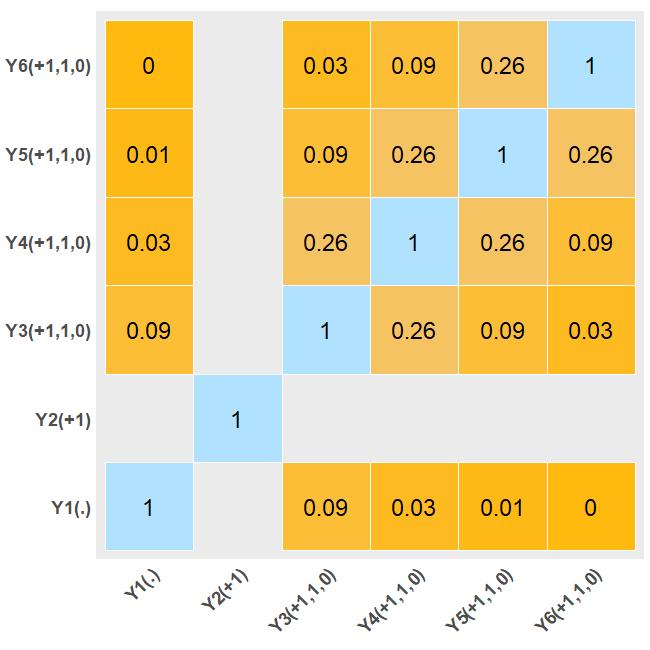 Y6(+1,1,0) 0 0.03 0.09 0.26 1
Y5(+1,1,0) 0.01 0.09 0.26 1 0.26
Y4(+1,1,0) 0.03 0.26 1 0.26 0.09
Y3(+1,1,0) 0.09 1 0.26 0.09 0.03
Y2(+1) 1
Y1(.) 1 0.09 0.03 0.01 0
Y1(.) Y2(+1) Y3(+1,1,0) Y4(+1,1,0) Y5(+1,1,0) Y6(+1,1,0)